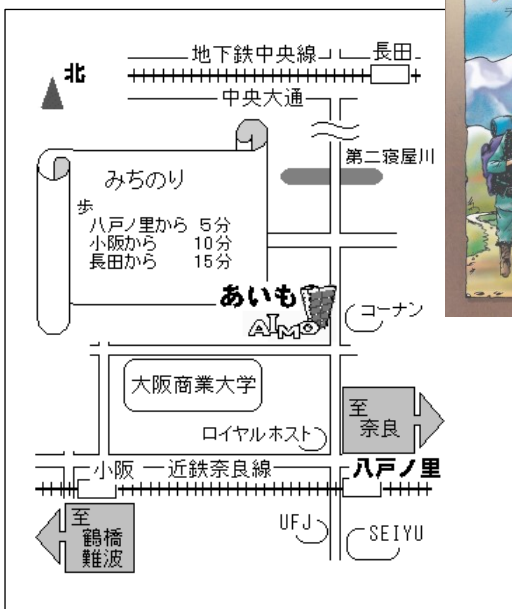 地下鉄中央線
長田
北
中央大通
第二寝屋川
みちのり
歩
八戸ノ里から 5分
小阪から 10分
長田から 15分
あいも
AIMO
コーナン
大阪商業大学
至
奈良
ロイヤルホスト
小阪
近鉄奈良線
八戸ノ里
至
鶴橋
難波
UFJ
SEIYU